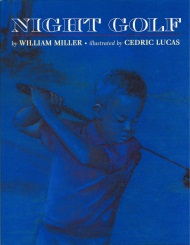 NIGHT GOLF
by WILLIAM MILLER • illustrated by CEDRIC LUCAS